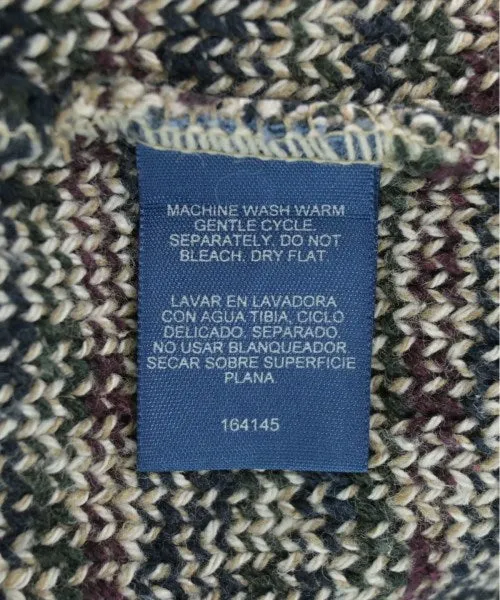 MACHINE WASH WARM
GENTLE CYCLE.
SEPARATELY. DO NOT
BLEACH. DRY FLAT
LAVAR EN LAVADORA
CON AGUA TIBIA, CICLO
DELICADO. SEPARADO.
NO USAR BLANQUEADOR.
SECAR SOBRE SUPERFICIE
PLANA
164145